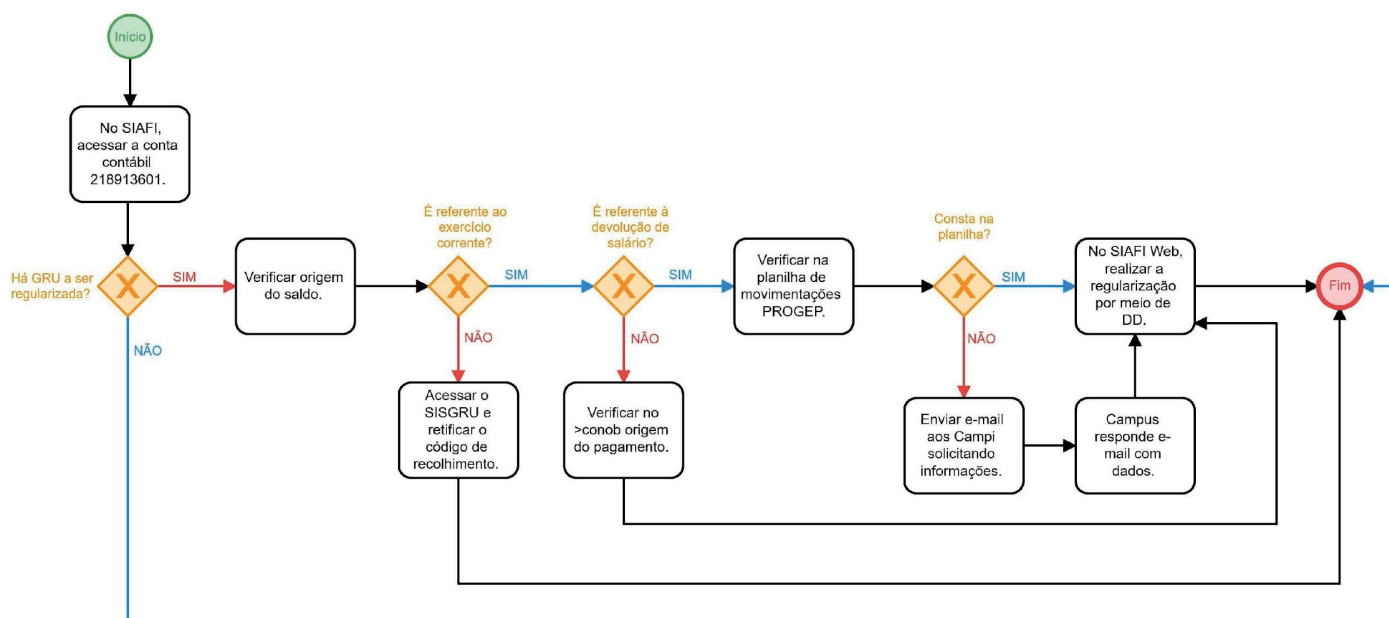 Início
No SIAFI,
acessar a conta
contábil
218913601.
Há GRU a ser
regularizada?
SIM
NÃO
Verificar origem
do saldo.
É referente ao
exercício
corrente?
SIM
NÃO
Acessar o
SISGRU e
retificar o
código de
recolhimento.
É referente à
devolução de
salário?
SIM
NÃO
Verificar no
>conob origem
do pagamento.
Verificar na
planilha de
movimentações
PROGEP.
Consta na
planilha?
SIM
NÃO
Enviar e-mail
aos Campi
solicitando
informações.
Campus
responde e-
mail com
dados.
No SIAFI Web,
realizar a
regularização
por meio de
DD.
Fim